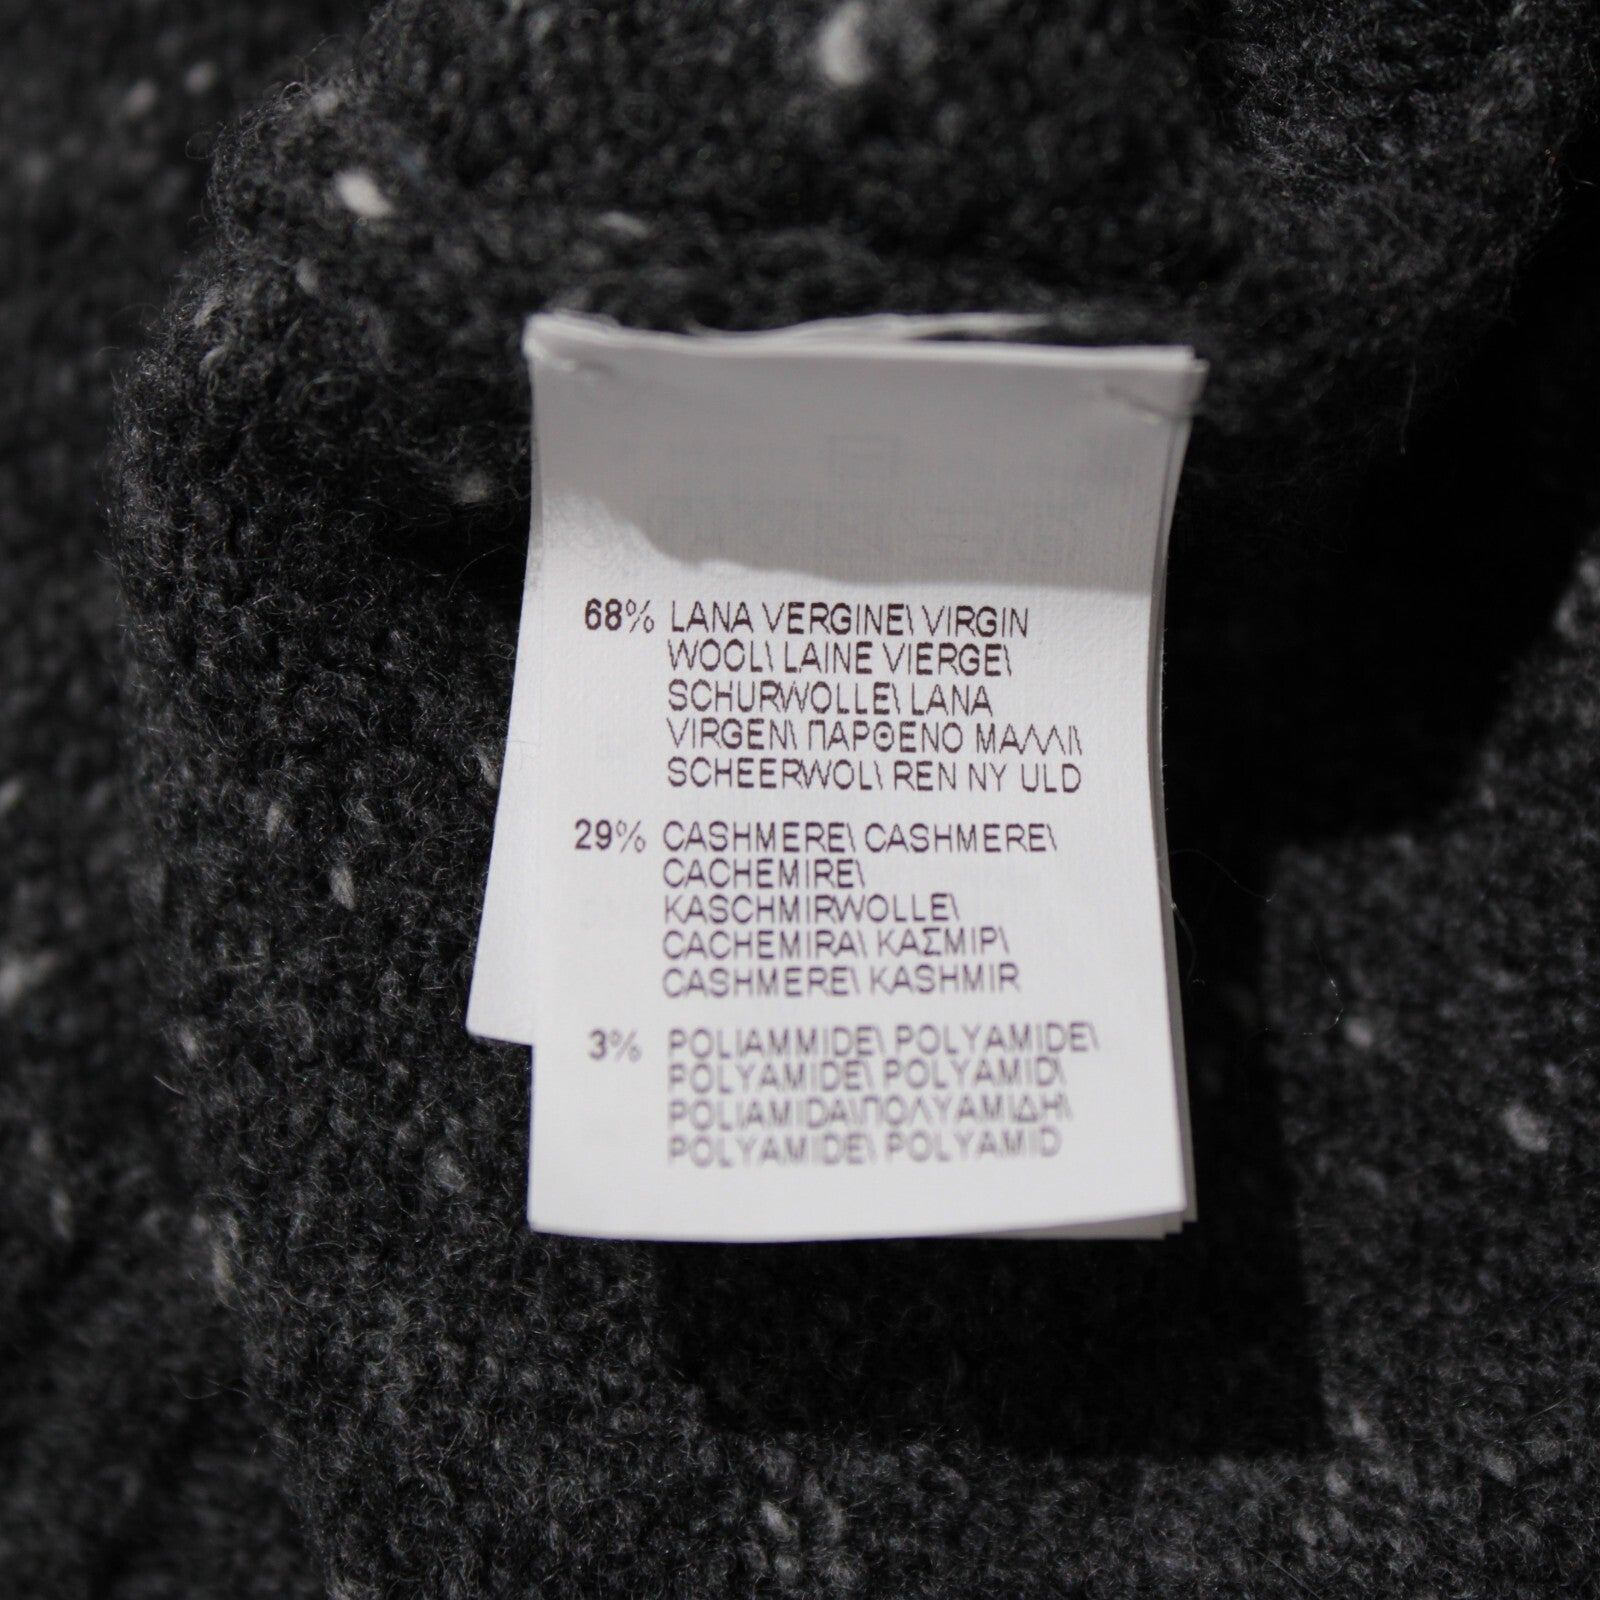 68% LANA VERGINE\ VIRGIN
WOOL\ LAINE VIERGE\
SCHURWOLLE\ LANA
VIRGEN\ ΠΑΡΘΕΝΟ ΜΑΛΛΙ\
SCHEERWOL\ REN NY ULD
29% CASHMERE\ CASHMERE\
CACHEMIRE\
KASCHMIRWOLLE\
CACHEMIRA\ ΚΑΣΜΙΡ\
CASHMERE\ KASHMIR
3% POLIAMMIDE\ POLYAMIDE\
POLYAMIDE\ POLYAMID\
POLIAMIDA\ΠΟΛΥΑΜΙΔΗ\
POLYAMIDE\ POLYAMID